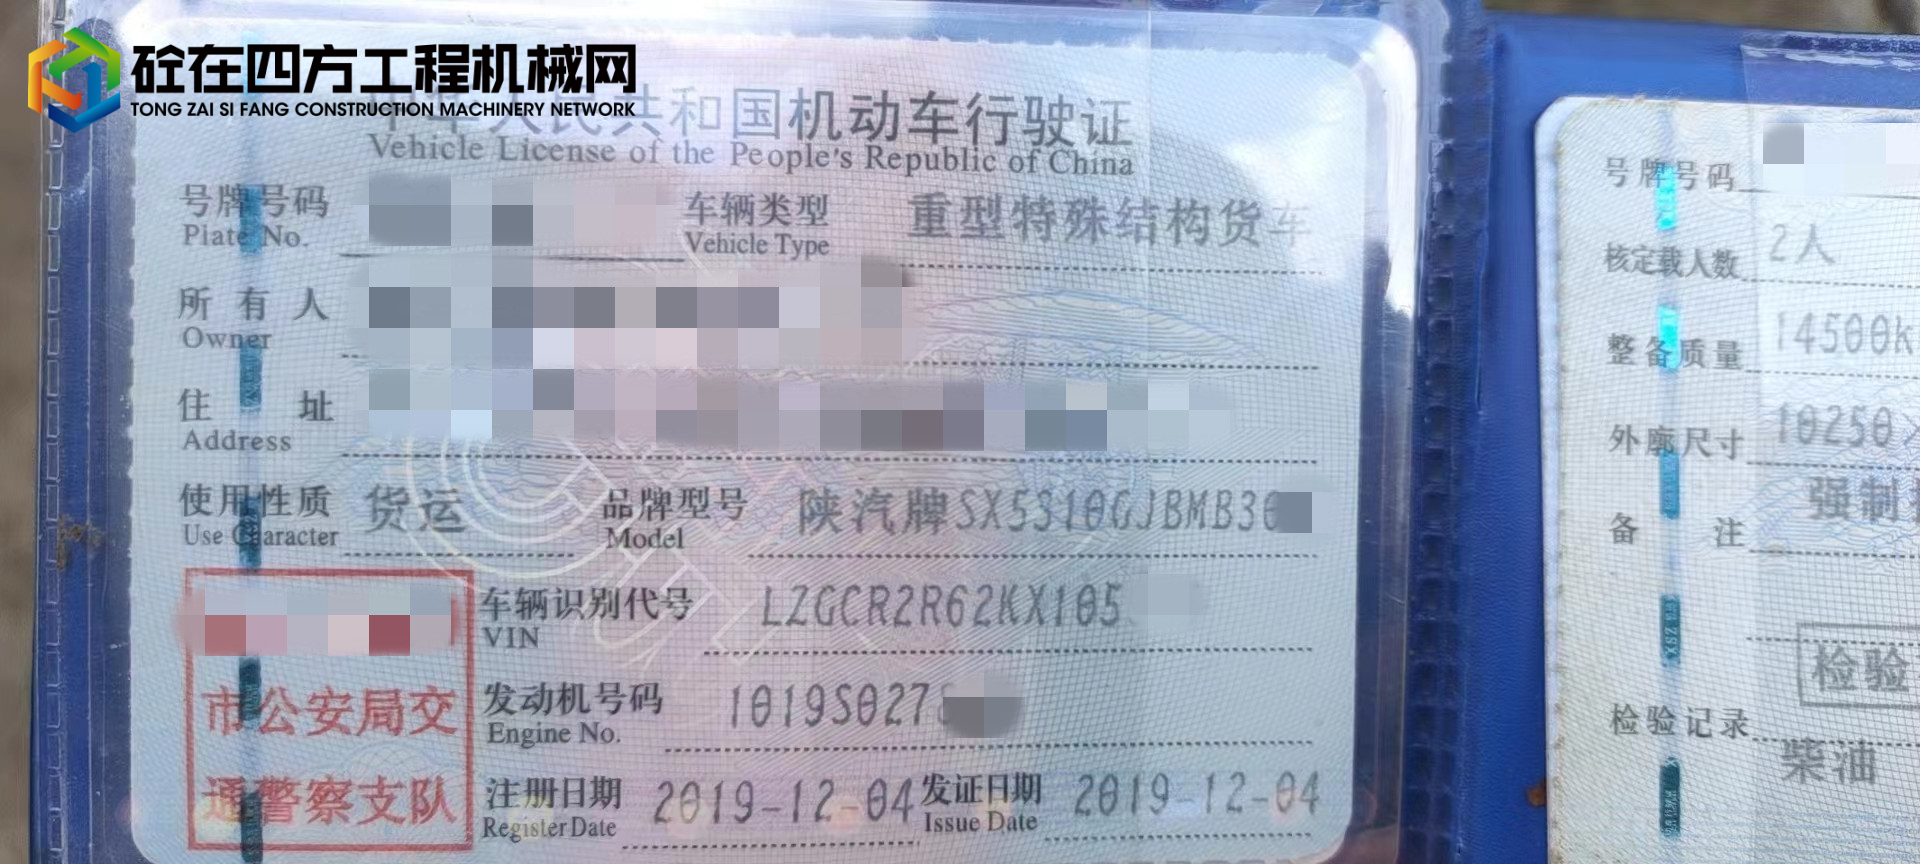 砼在四方工程机械网
TONG ZAI SI FANG CONSTRUCTION MACHINERY NETWORK
中华人民共和国机动车行驶证
Vehicle License of the People's Republic of China
号牌号码
Plate No.
车辆类型 重型特殊结构货车
Vehicle Type
所有人
Owner
住址
Address
使用性质 货运
Use Character
品牌型号 陕汽牌SX5310GJBMB30
Model
车辆识别代号 LZGCR2R62KX105
VIN
市公安局交
通警察支队
发动机号码 1019S027
Engine No.
注册日期 2019-12-04
Register Date
发证日期 2019-12-04
Issue Date
号牌号码
核定载人数 2人
整备质量 14500k
外廓尺寸 10250×
备注 强制
检验
检验记录
柴油